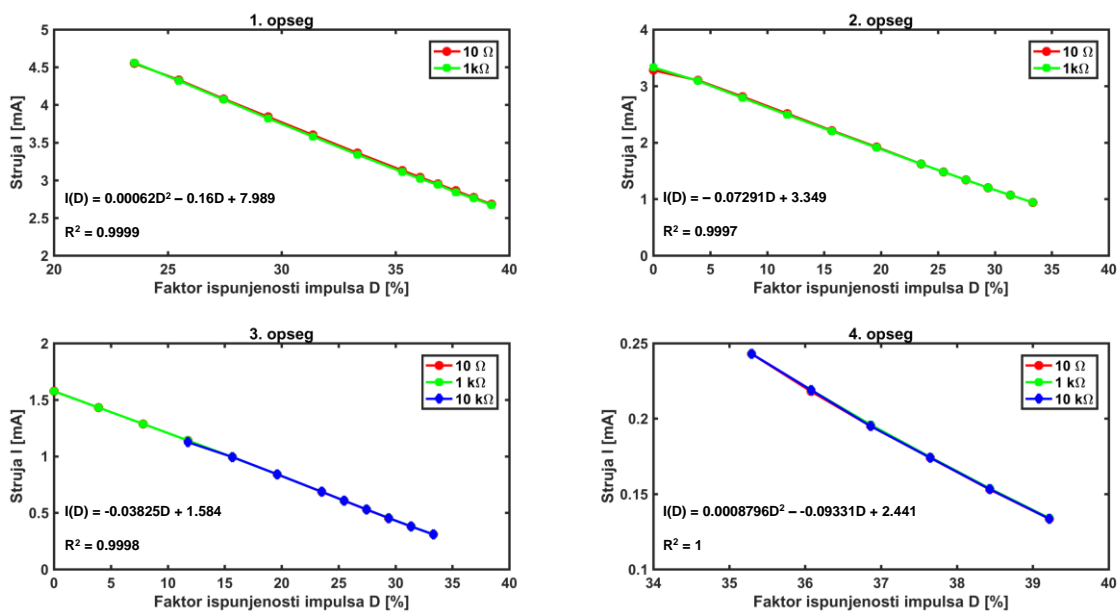 1. opseg
5
4.5
4
3.5
3
2.5
2
Struja I [mA]
10 Ω
1kΩ
I(D) = 0.00062D² – 0.16D + 7.989
R² = 0.9999
20 25 30 35 40
Faktor ispunjenosti impulsa D [%]
2. opseg
4
3
2
1
0
Struja I [mA]
10 Ω
1kΩ
I(D) = – 0.07291D + 3.349
R² = 0.9997
0 5 10 15 20 25 30 35 40
Faktor ispunjenosti impulsa D [%]
3. opseg
2
1.5
1
0.5
0
Struja I [mA]
10 Ω
1 kΩ
10 kΩ
I(D) = -0.03825D + 1.584
R² = 0.9998
0 5 10 15 20 25 30 35 40
Faktor ispunjenosti impulsa D [%]
4. opseg
0.25
0.2
0.15
0.1
Struja I [mA]
10 Ω
1 kΩ
10 kΩ
I(D) = 0.0008796D² – -0.09331D + 2.441
R² = 1
34 35 36 37 38 39 40
Faktor ispunjenosti impulsa D [%]